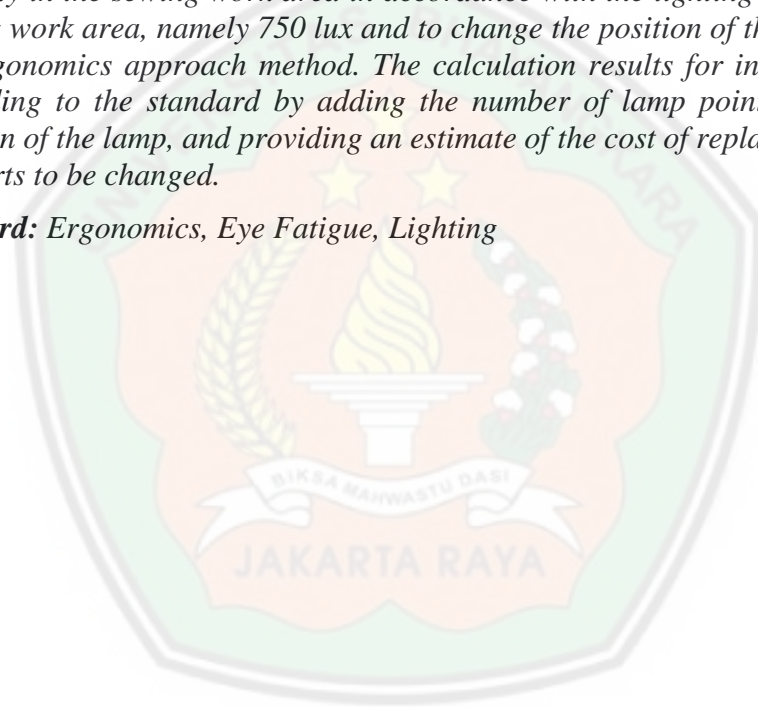 in the sewing work area in accordance with the lighting
work area, namely 750 lux and to change the position of th
gonomics approach method. The calculation results for in
ding to the standard by adding the number of lamp poin
n of the lamp, and providing an estimate of the cost of repla
rts to be changed.
rd: Ergonomics, Eye Fatigue, Lighting
BIKSA MAHWASTU DASI
JAKARTA RAYA